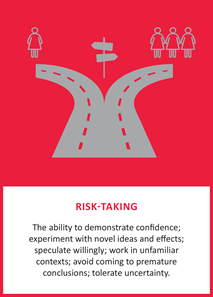 RISK-TAKING
The ability to demonstrate confidence;
experiment with novel ideas and effects;
speculate willingly; work in unfamiliar
contexts; avoid coming to premature
conclusions; tolerate uncertainty.